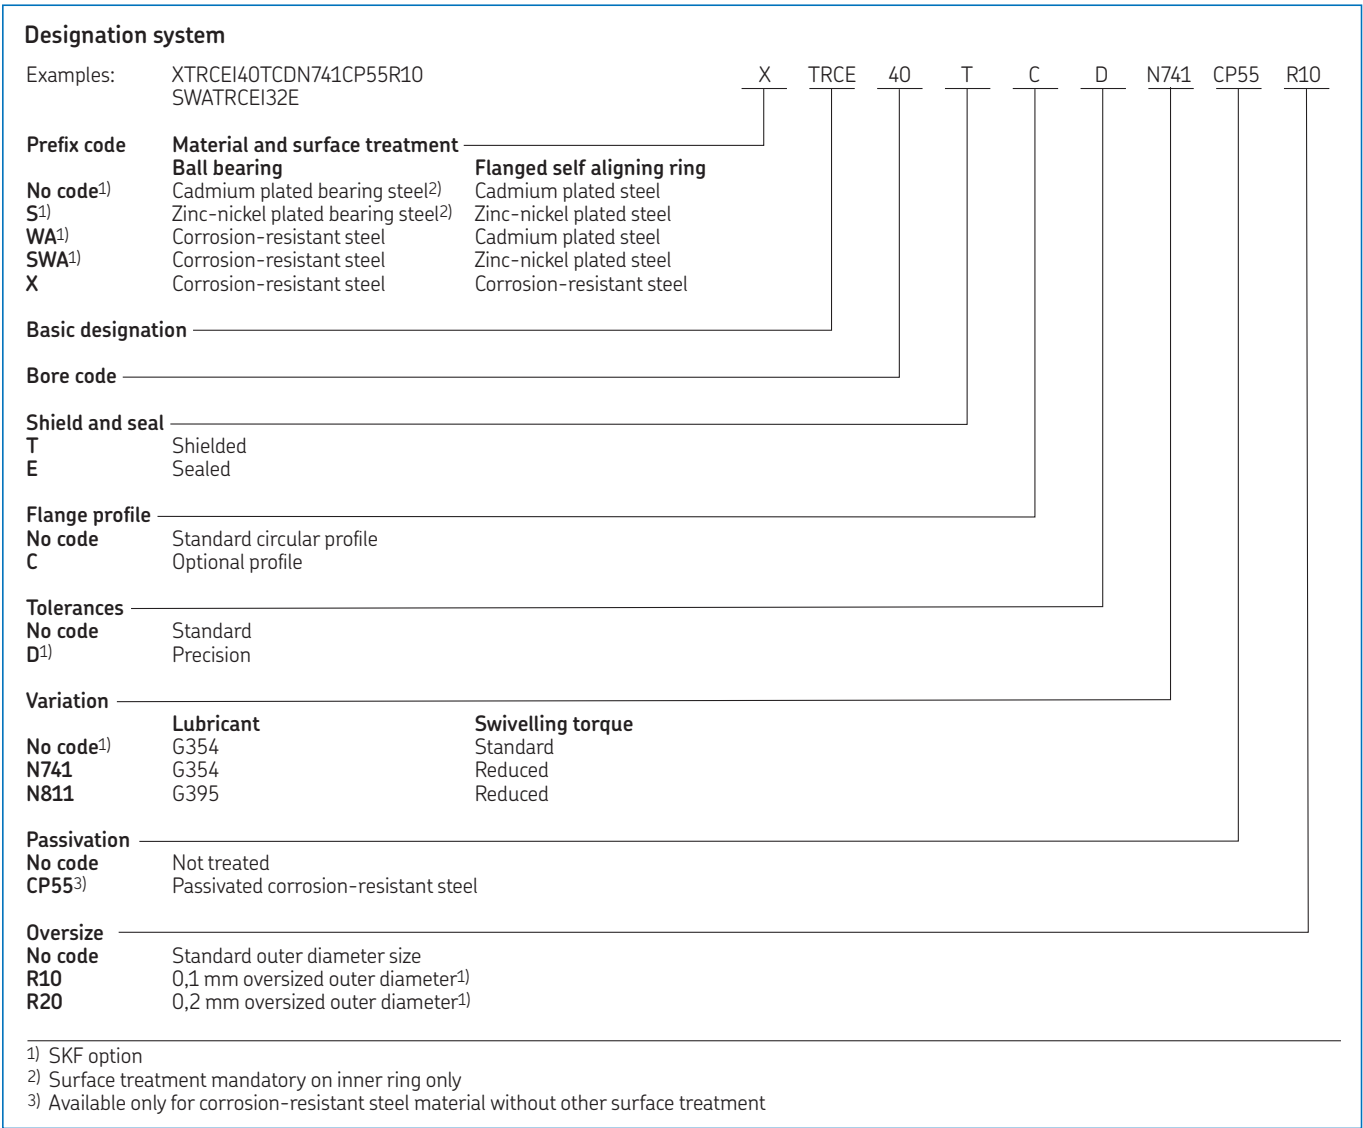 Designation system
Examples: XTRCEI40TCDN741CP55R10 X TRCE 40 T C D N741 CP55 R10
SWATRCEI32E
Prefix code Material and surface treatment
Ball bearing Flanged self aligning ring
No code1) Cadmium plated bearing steel2) Cadmium plated steel
S1) Zinc-nickel plated bearing steel2) Zinc-nickel plated steel
WA1) Corrosion-resistant steel Cadmium plated steel
SWA1) Corrosion-resistant steel Zinc-nickel plated steel
X Corrosion-resistant steel Corrosion-resistant steel
Basic designation
Bore code
Shield and seal
T Shielded
E Sealed
Flange profile
No code Standard circular profile
C Optional profile
Tolerances
No code Standard
D1) Precision
Variation
Lubricant Swivelling torque
No code1) G354 Standard
N741 G354 Reduced
N811 G395 Reduced
Passivation
No code Not treated
CP553) Passivated corrosion-resistant steel
Oversize
No code Standard outer diameter size
R10 0,1 mm oversized outer diameter1)
R20 0,2 mm oversized outer diameter1)
1) SKF option
2) Surface treatment mandatory on inner ring only
3) Available only for corrosion-resistant steel material without other surface treatment